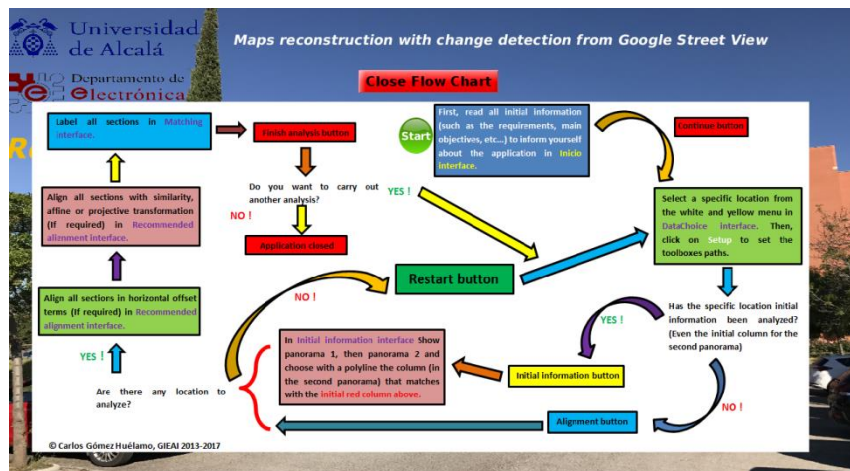 Universidad
de Alcalá
Departamento de
electrónica
Maps reconstruction with change detection from Google Street View
Close Flow Chart
Start
First, read all initial information
(such as the requirements, main
objectives, etc...) to inform yourself
about the application in Inicio
interface.
Continue button
Select a specific location from
the white and yellow menu in
DataChoice interface. Then,
click on Setup to set the
toolboxes paths.
Has the specific location initial
information been analyzed?
(Even the initial column for the
second panorama)
YES !
NO !
Initial information button
Alignment button
In Initial information interface Show
panorama 1, then panorama 2 and
choose with a polyline the column (in
the second panorama) that matches
with the initial red column above.
Are there any location to
analyze?
YES !
NO !
Align all sections in horizontal offset
terms (If required) in Recommended
alignment interface.
Align all sections with similarity,
affine or projective transformation
(If required) in Recommended
alignment interface.
Label all sections in Matching
interface.
Finish analysis button
Do you want to carry out
another analysis?
YES !
NO !
Application closed
Restart button
© Carlos Gómez Huélamo, GIEAI 2013-2017